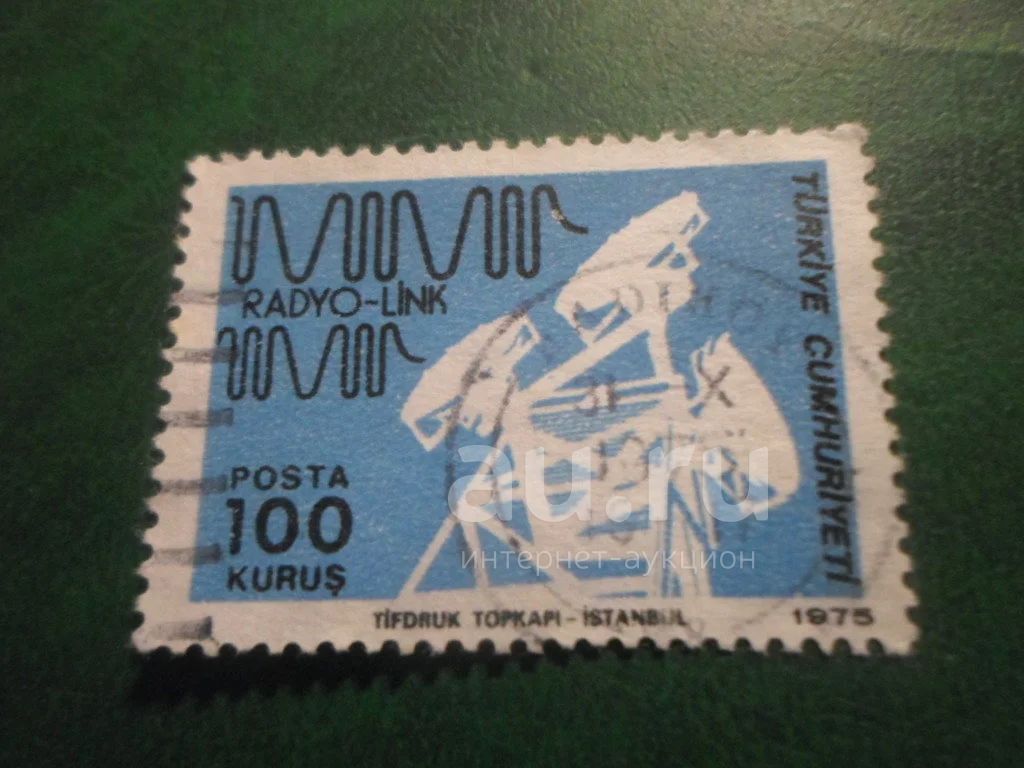 RADYO-LİNK
POSTA
100
KURUŞ
TÜRKİYE CUMHURİYETİ
TİFDRUK TOPKAPI - İSTANBUL
1975
31 X
au.ru
интернет-аукцион